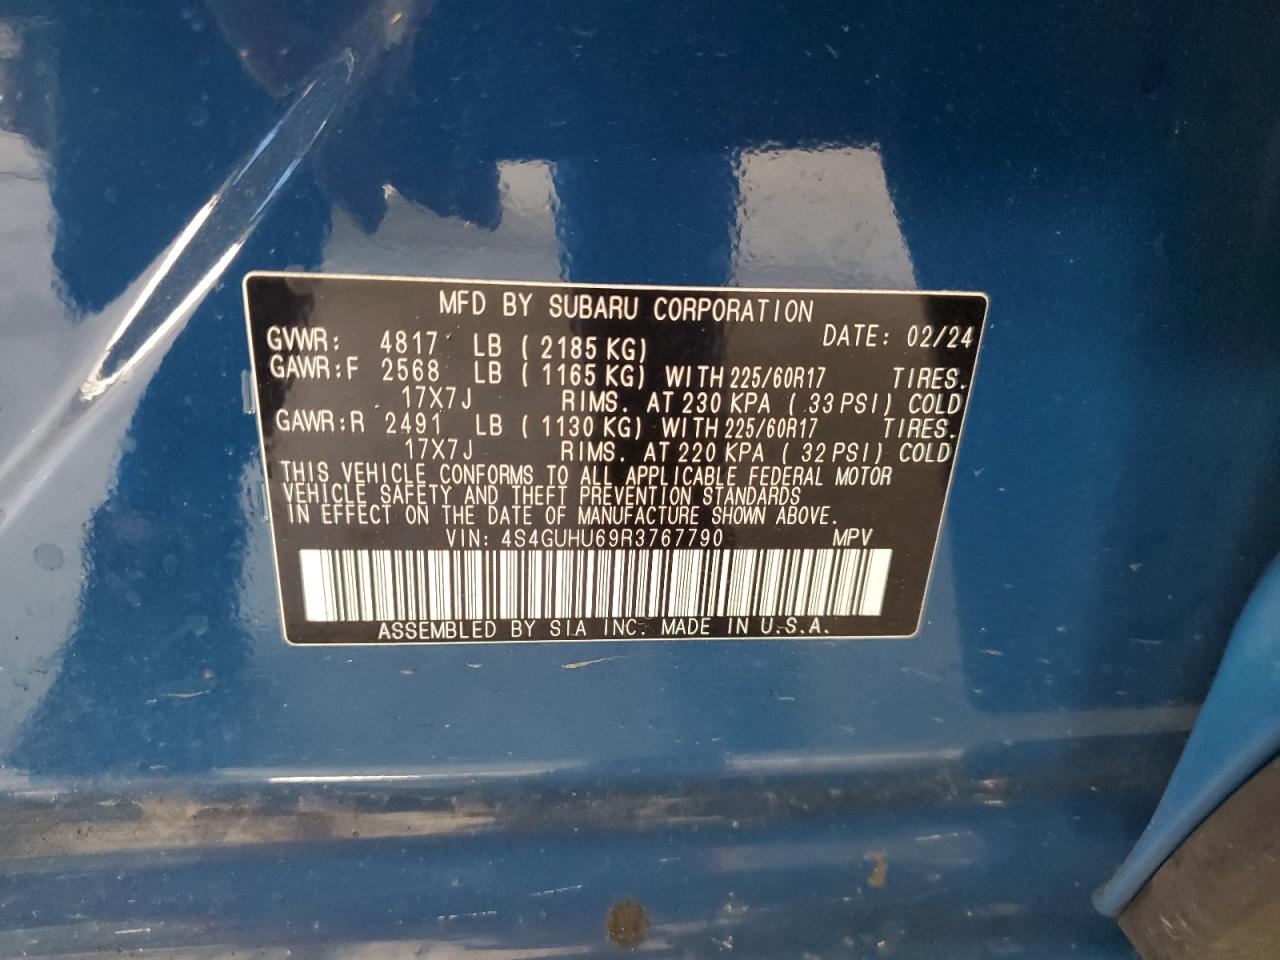 MFD BY SUBARU CORPORATION
DATE: 02/24
GVWR: 4817 LB ( 2185 KG)
GAWR:F 2568 LB ( 1165 KG) WITH 225/60R17 TIRES.
17X7J RIMS. AT 230 KPA ( 33 PSI) COLD
GAWR:R 2491 LB ( 1130 KG) WITH 225/60R17 TIRES.
17X7J RIMS. AT 220 KPA ( 32 PSI) COLD
THIS VEHICLE CONFORMS TO ALL APPLICABLE FEDERAL MOTOR
VEHICLE SAFETY AND THEFT PREVENTION STANDARDS
IN EFFECT ON THE DATE OF MANUFACTURE SHOWN ABOVE.
VIN: 4S4GUHU69R3767790 MPV
ASSEMBLED BY SIA INC. MADE IN U.S.A.